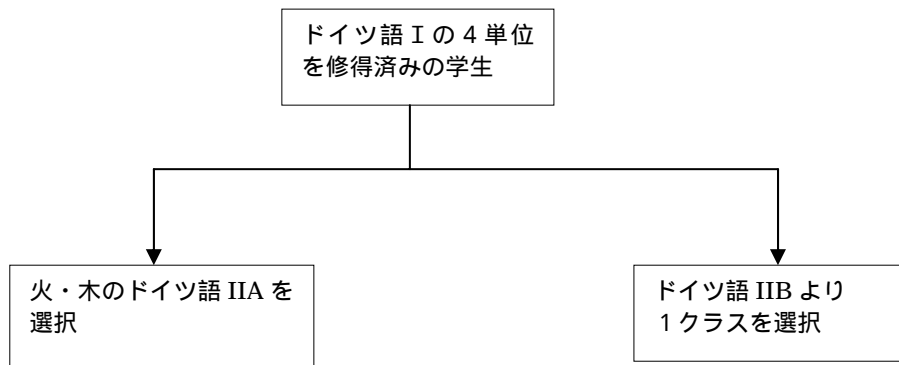 ドイツ語Ⅰの4単位
を修得済みの学生
火・木のドイツ語 IIA を
選択
ドイツ語 IIB より
1クラスを選択